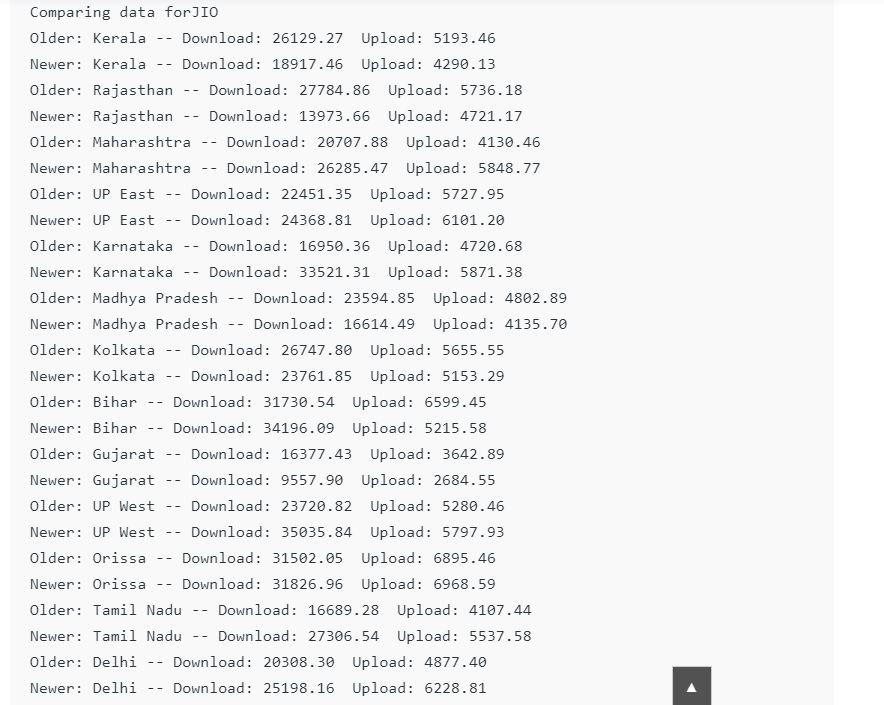 Comparing data forJIO
Older: Kerala -- Download: 26129.27  Upload: 5193.46
Newer: Kerala -- Download: 18917.46  Upload: 4290.13
Older: Rajasthan -- Download: 27784.86  Upload: 5736.18
Newer: Rajasthan -- Download: 13973.66  Upload: 4721.17
Older: Maharashtra -- Download: 20707.88  Upload: 4130.46
Newer: Maharashtra -- Download: 26285.47  Upload: 5848.77
Older: UP East -- Download: 22451.35  Upload: 5727.95
Newer: UP East -- Download: 24368.81  Upload: 6101.20
Older: Karnataka -- Download: 16950.36  Upload: 4720.68
Newer: Karnataka -- Download: 33521.31  Upload: 5871.38
Older: Madhya Pradesh -- Download: 23594.85  Upload: 4802.89
Newer: Madhya Pradesh -- Download: 16614.49  Upload: 4135.70
Older: Kolkata -- Download: 26747.80  Upload: 5655.55
Newer: Kolkata -- Download: 23761.85  Upload: 5153.29
Older: Bihar -- Download: 31730.54  Upload: 6599.45
Newer: Bihar -- Download: 34196.09  Upload: 5215.58
Older: Gujarat -- Download: 16377.43  Upload: 3642.89
Newer: Gujarat -- Download: 9557.90  Upload: 2684.55
Older: UP West -- Download: 23720.82  Upload: 5280.46
Newer: UP West -- Download: 35035.84  Upload: 5797.93
Older: Orissa -- Download: 31502.05  Upload: 6895.46
Newer: Orissa -- Download: 31826.96  Upload: 6968.59
Older: Tamil Nadu -- Download: 16689.28  Upload: 4107.44
Newer: Tamil Nadu -- Download: 27306.54  Upload: 5537.58
Older: Delhi -- Download: 20308.30  Upload: 4877.40
Newer: Delhi -- Download: 25198.16  Upload: 6228.81